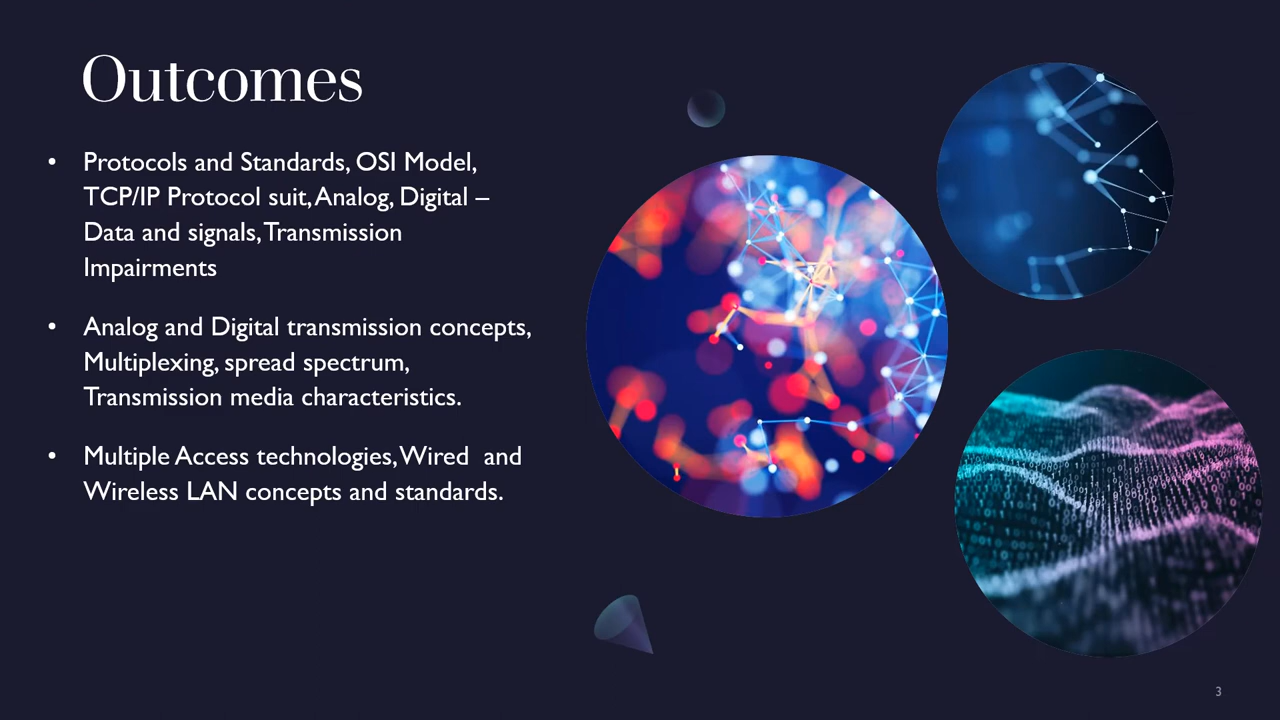 Outcomes
• Protocols and Standards, OSI Model,
TCP/IP Protocol suit, Analog, Digital –
Data and signals, Transmission
Impairments
• Analog and Digital transmission concepts,
Multiplexing, spread spectrum,
Transmission media characteristics.
• Multiple Access technologies, Wired and
Wireless LAN concepts and standards.
3